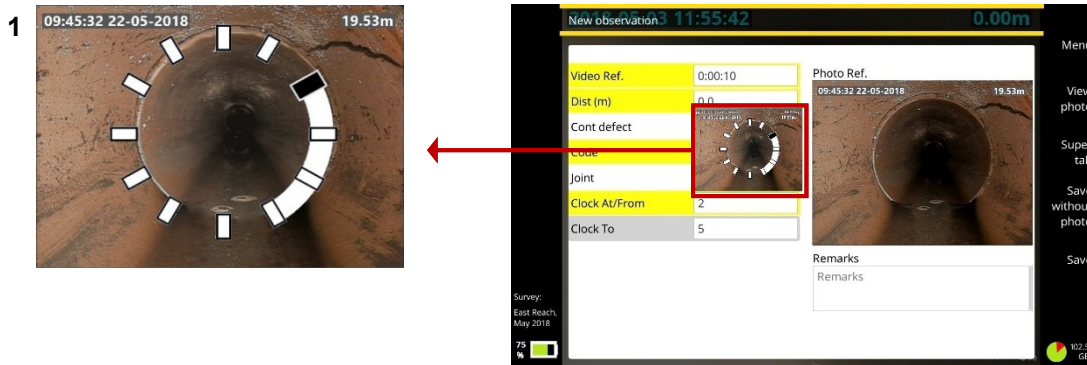 1
09:45:32 22-05-2018 19.53m
2018-05-03 11:55:42 0.00m
New observation
Video Ref. 0:00:10
Dist (m) 0.0
Cont defect
Code
Joint
Clock At/From 2
Clock To 5
Photo Ref.
09:45:32 22-05-2018 19.53m
Remarks
Remarks
Menu
View
photo
Save
without
photo
Save
Survey:
East Reach,
May 2018
75
%